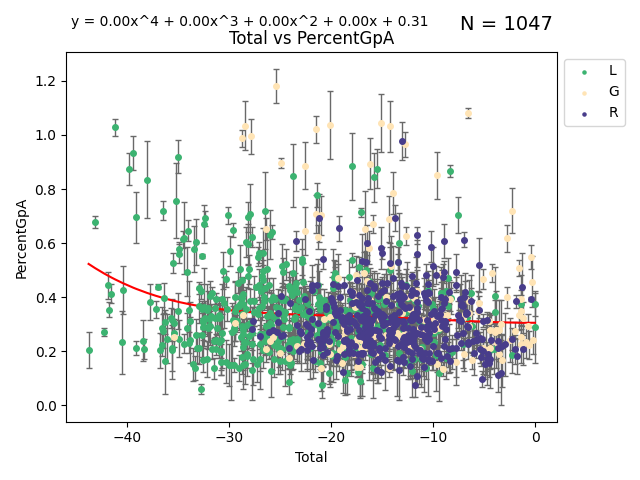 y = 0.00x^4 + 0.00x^3 + 0.00x^2 + 0.00x + 0.31
N = 1047
Total vs PercentGpA
L
G
R
PercentGpA
1.2
1.0
0.8
0.6
0.4
0.2
0.0
−40
−30
−20
−10
0
Total